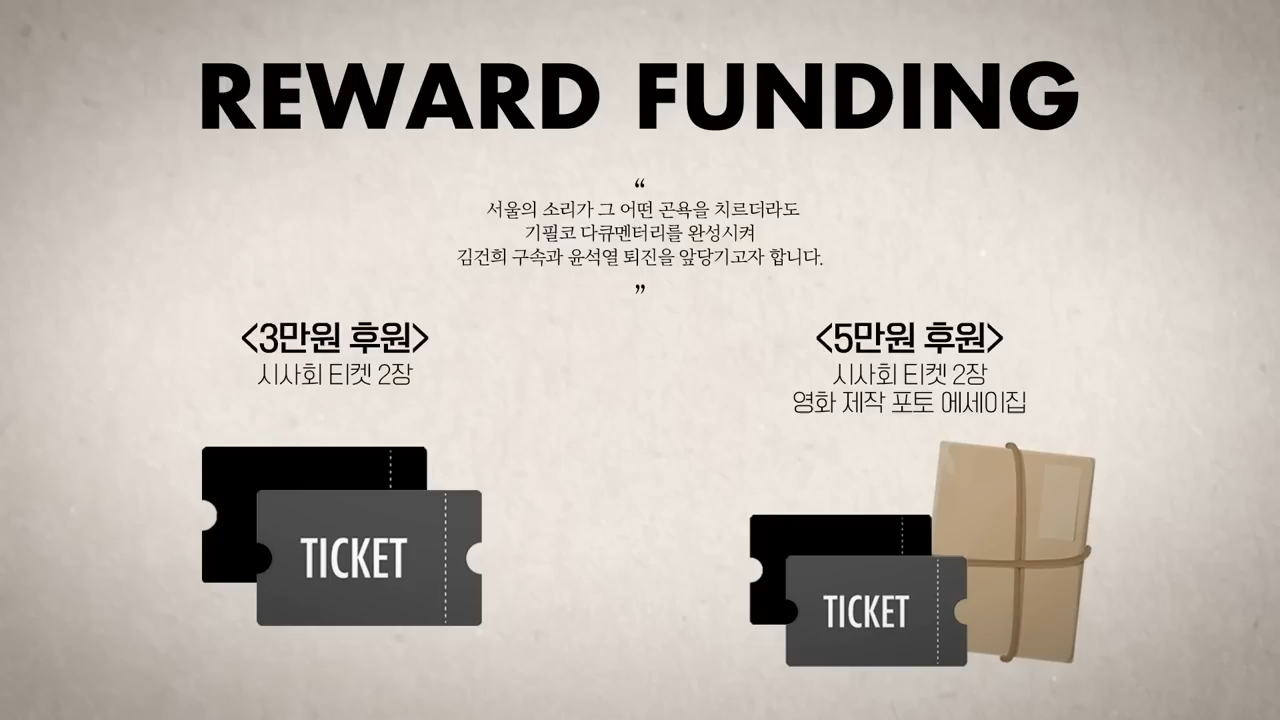 REWARD FUNDING
“
서울의 소리가 그 어떤 곤욕을 치르더라도
기필코 다큐멘터리를 완성시켜
김건희 구속과 윤석열 퇴진을 앞당기고자 합니다.
”
<3만원 후원>
시사회 티켓 2장
<5만원 후원>
시사회 티켓 2장
영화 제작 포토 에세이집
TICKET
TICKET